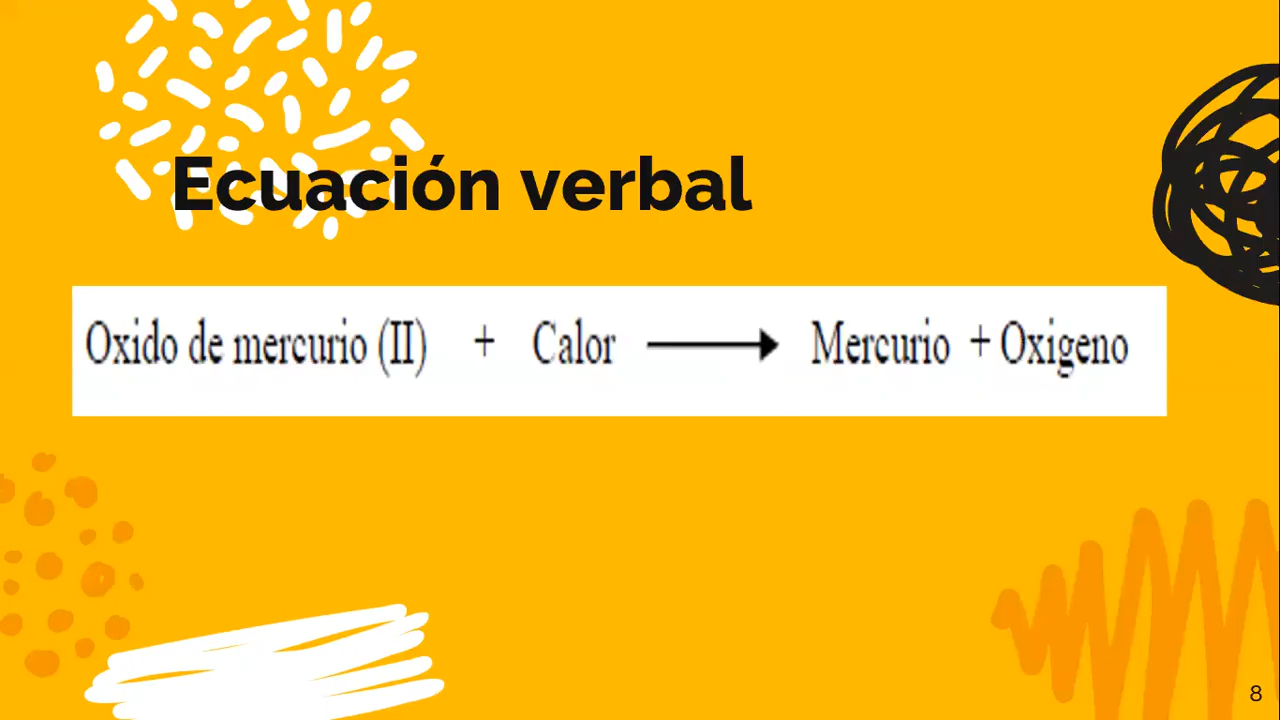 Ecuación verbal
Oxido de mercurio (II) + Calor ⟶ Mercurio + Oxigeno
8